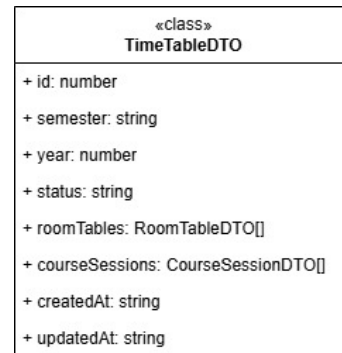 «class»
TimeTableDTO
+ id: number
+ semester: string
+ year: number
+ status: string
+ roomTables: RoomTableDTO[]
+ courseSessions: CourseSessionDTO[]
+ createdAt: string
+ updatedAt: string